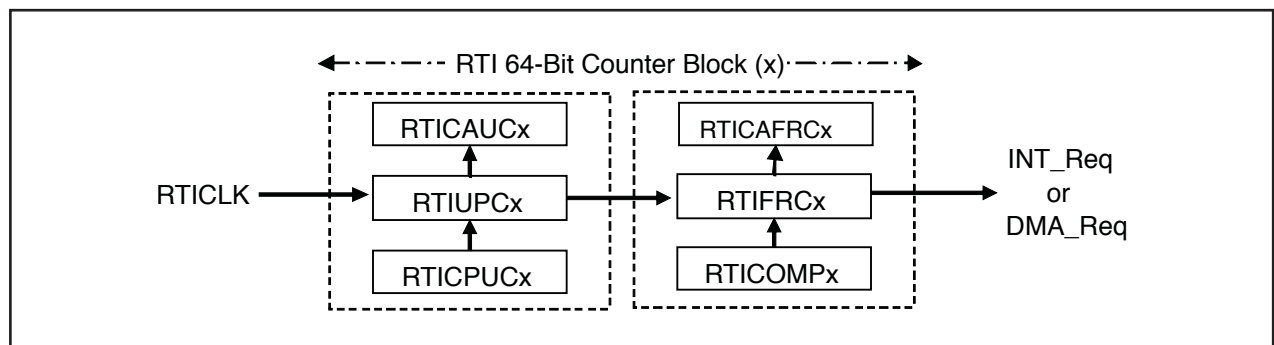 RTI 64-Bit Counter Block (x)
RTICAUCx
RTICAFRCx
RTICLK
RTIUPCx
RTIFRCx
INT_Req
or
DMA_Req
RTICPUCx
RTICOMPx